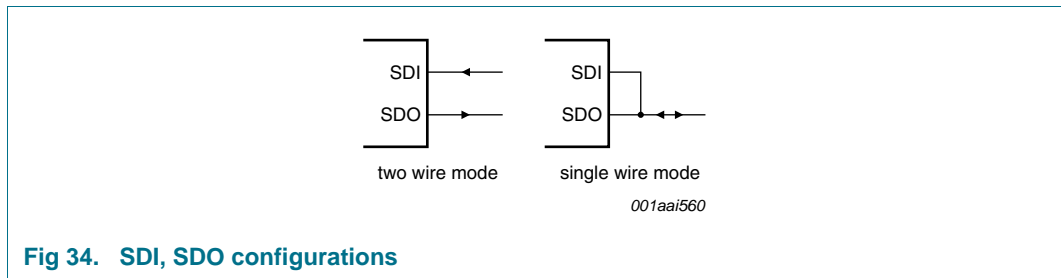 SDI
SDO
two wire mode
SDI
SDO
single wire mode
001aai560
Fig 34. SDI, SDO configurations